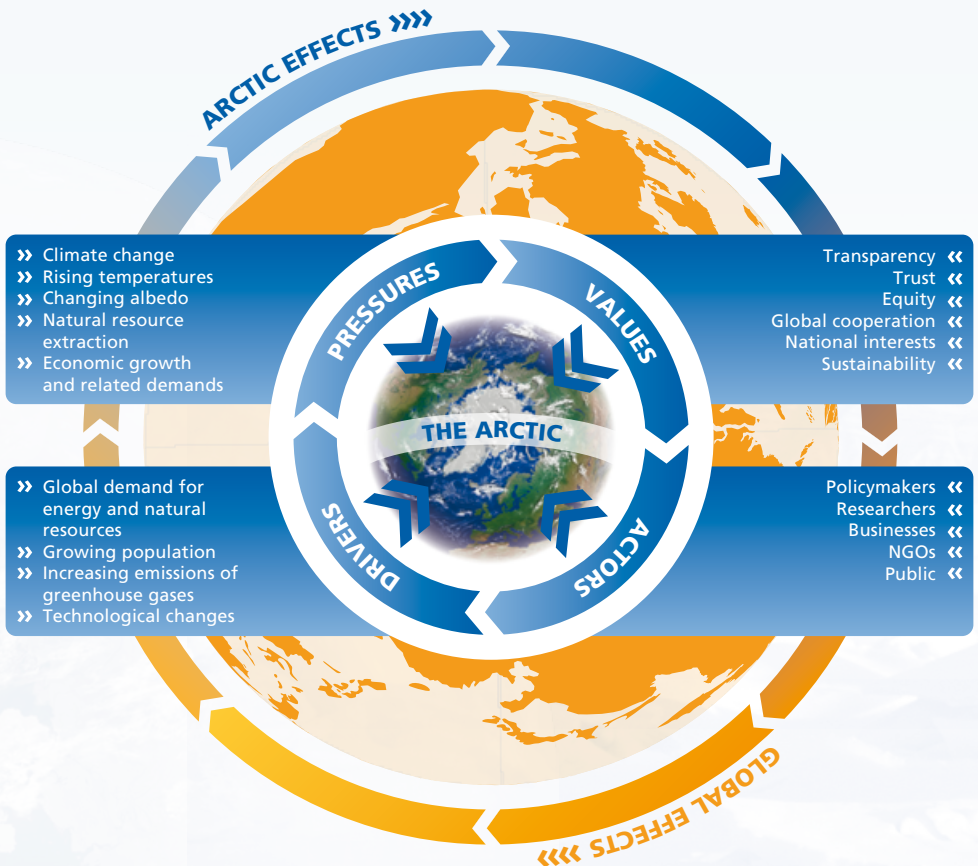 ARCTIC EFFECTS
Climate change
Rising temperatures
Changing albedo
Natural resource
extraction
Economic growth
and related demands
PRESSURES
VALUES
Transparency
Trust
Equity
Global cooperation
National interests
Sustainability
THE ARCTIC
Global demand for
energy and natural
resources
Growing population
Increasing emissions of
greenhouse gases
Technological changes
DRIVERS
ACTORS
Policymakers
Researchers
Businesses
NGOs
Public
GLOBAL EFFECTS